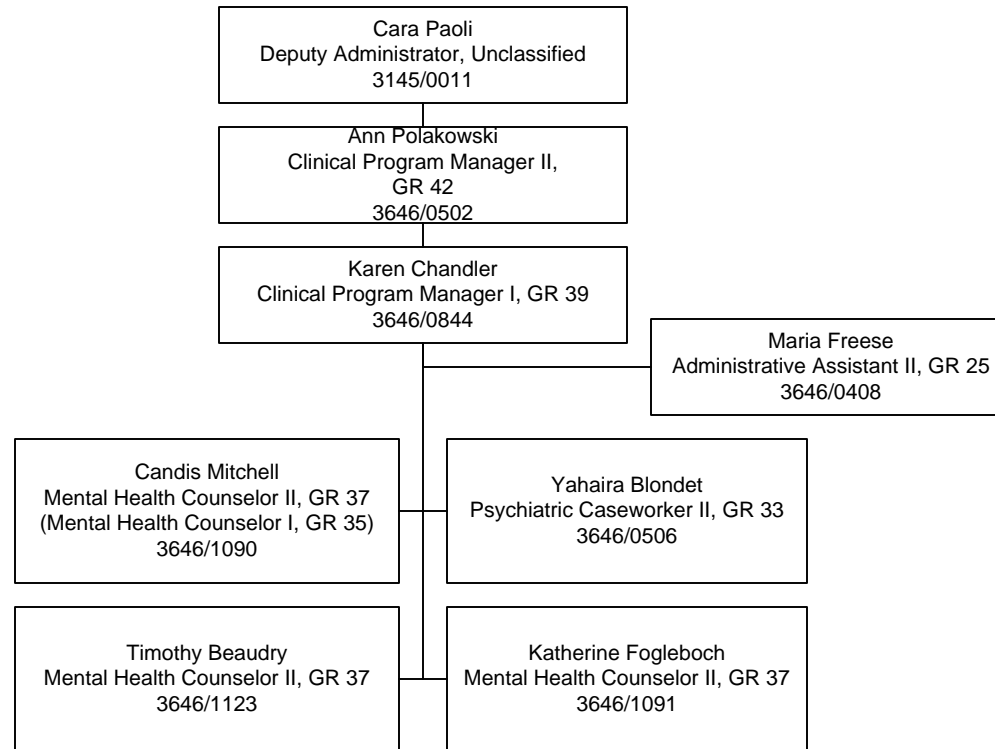 Cara Paoli
Deputy Administrator, Unclassified
3145/0011
Ann Polakowski
Clinical Program Manager II,
GR 42
3646/0502
Karen Chandler
Clinical Program Manager I, GR 39
3646/0844
Maria Freese
Administrative Assistant II, GR 25
3646/0408
Candis Mitchell
Mental Health Counselor II, GR 37
(Mental Health Counselor I, GR 35)
3646/1090
Yahaira Blondet
Psychiatric Caseworker II, GR 33
3646/0506
Timothy Beaudry
Mental Health Counselor II, GR 37
3646/1123
Katherine Fogleboch
Mental Health Counselor II, GR 37
3646/1091